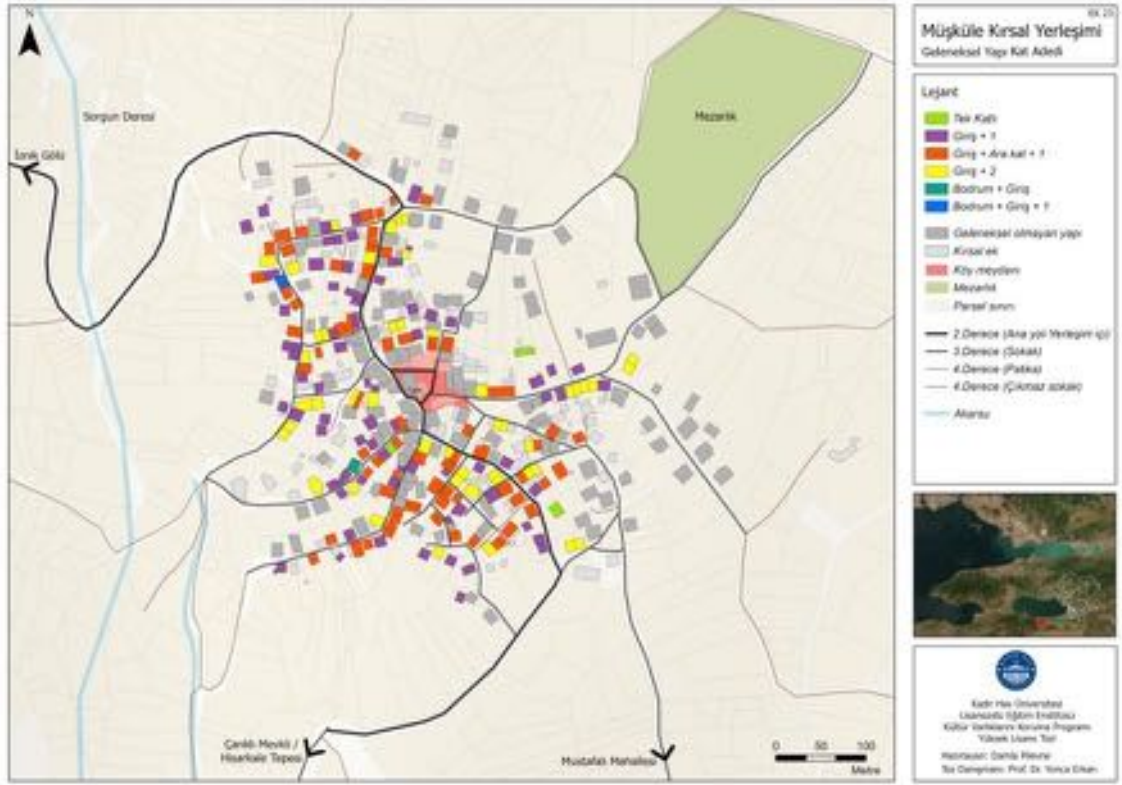 N
Sorgun Deresi
İznik Gölü
Mezarlık
Çanklı Mevkii /
Hisarkale Tepesi
Mustafalı Mahallesi
0 50 100
Metre
EK 23
Müşküle Kırsal Yerleşimi
Geleneksel Yapı Kat Adedi
Lejant
Tek Katlı
Giriş + 1
Giriş + Ara kat + 1
Giriş + 2
Bodrum + Giriş
Bodrum + Giriş + 1
Geleneksel olmayan yapı
Kırsal ek
Köy meydanı
Mezarlık
Parsel sınırı
2.Derece (Ana yol Yerleşim içi)
3.Derece (Sokak)
4.Derece (Patika)
4.Derece (Çıkmaz sokak)
Akarsu
Kadir Has Üniversitesi
Lisansüstü Eğitim Enstitüsü
Kültür Varlıklarını Koruma Programı
Yüksek Lisans Tezi
Hazırlayan: Damla
Tez Danışmanı: Prof. Dr. Yonca Erkan